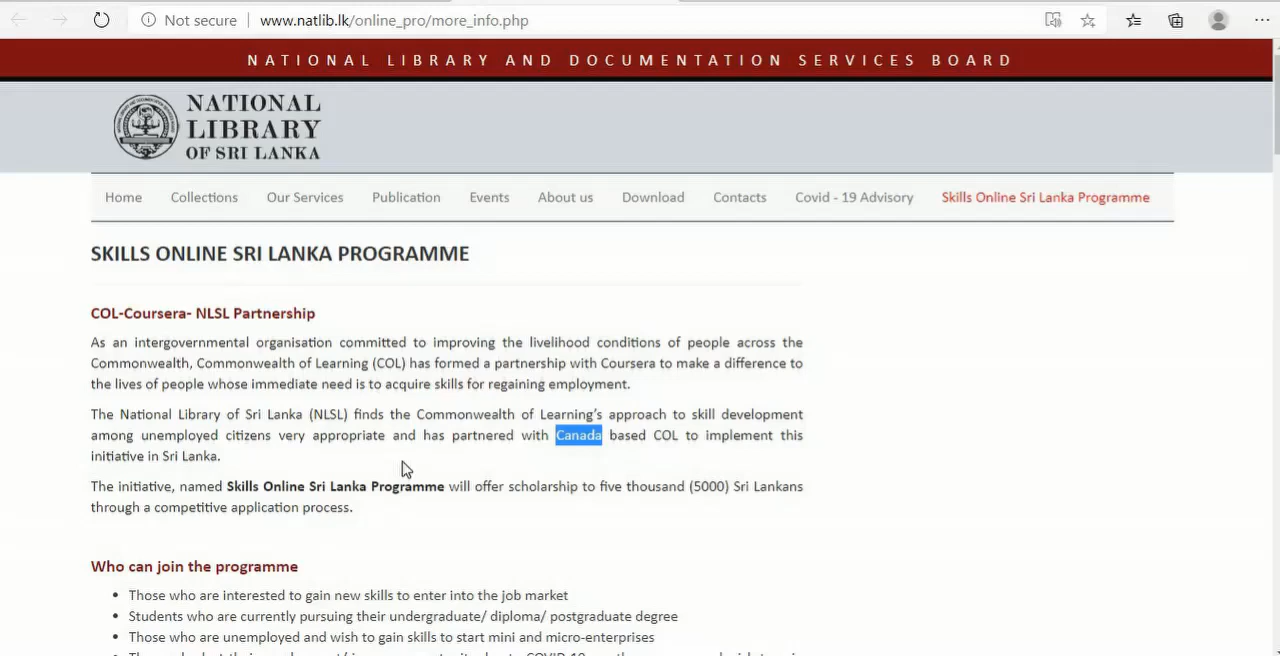 Not secure www.natlib.lk/online_pro/more_info.php
NATIONAL LIBRARY AND DOCUMENTATION SERVICES BOARD
NATIONAL
LIBRARY
OF SRI LANKA
Home Collections Our Services Publication Events About us Download Contacts Covid - 19 Advisory Skills Online Sri Lanka Programme
SKILLS ONLINE SRI LANKA PROGRAMME
COL-Coursera- NLSL Partnership
As an intergovernmental organisation committed to improving the livelihood conditions of people across the
Commonwealth, Commonwealth of Learning (COL) has formed a partnership with Coursera to make a difference to
the lives of people whose immediate need is to acquire skills for regaining employment.
The National Library of Sri Lanka (NLSL) finds the Commonwealth of Learning's approach to skill development
among unemployed citizens very appropriate and has partnered with Canada based COL to implement this
initiative in Sri Lanka.
The initiative, named Skills Online Sri Lanka Programme will offer scholarship to five thousand (5000) Sri Lankans
through a competitive application process.
Who can join the programme
• Those who are interested to gain new skills to enter into the job market
• Students who are currently pursuing their undergraduate/ diploma/ postgraduate degree
• Those who are unemployed and wish to gain skills to start mini and micro-enterprises